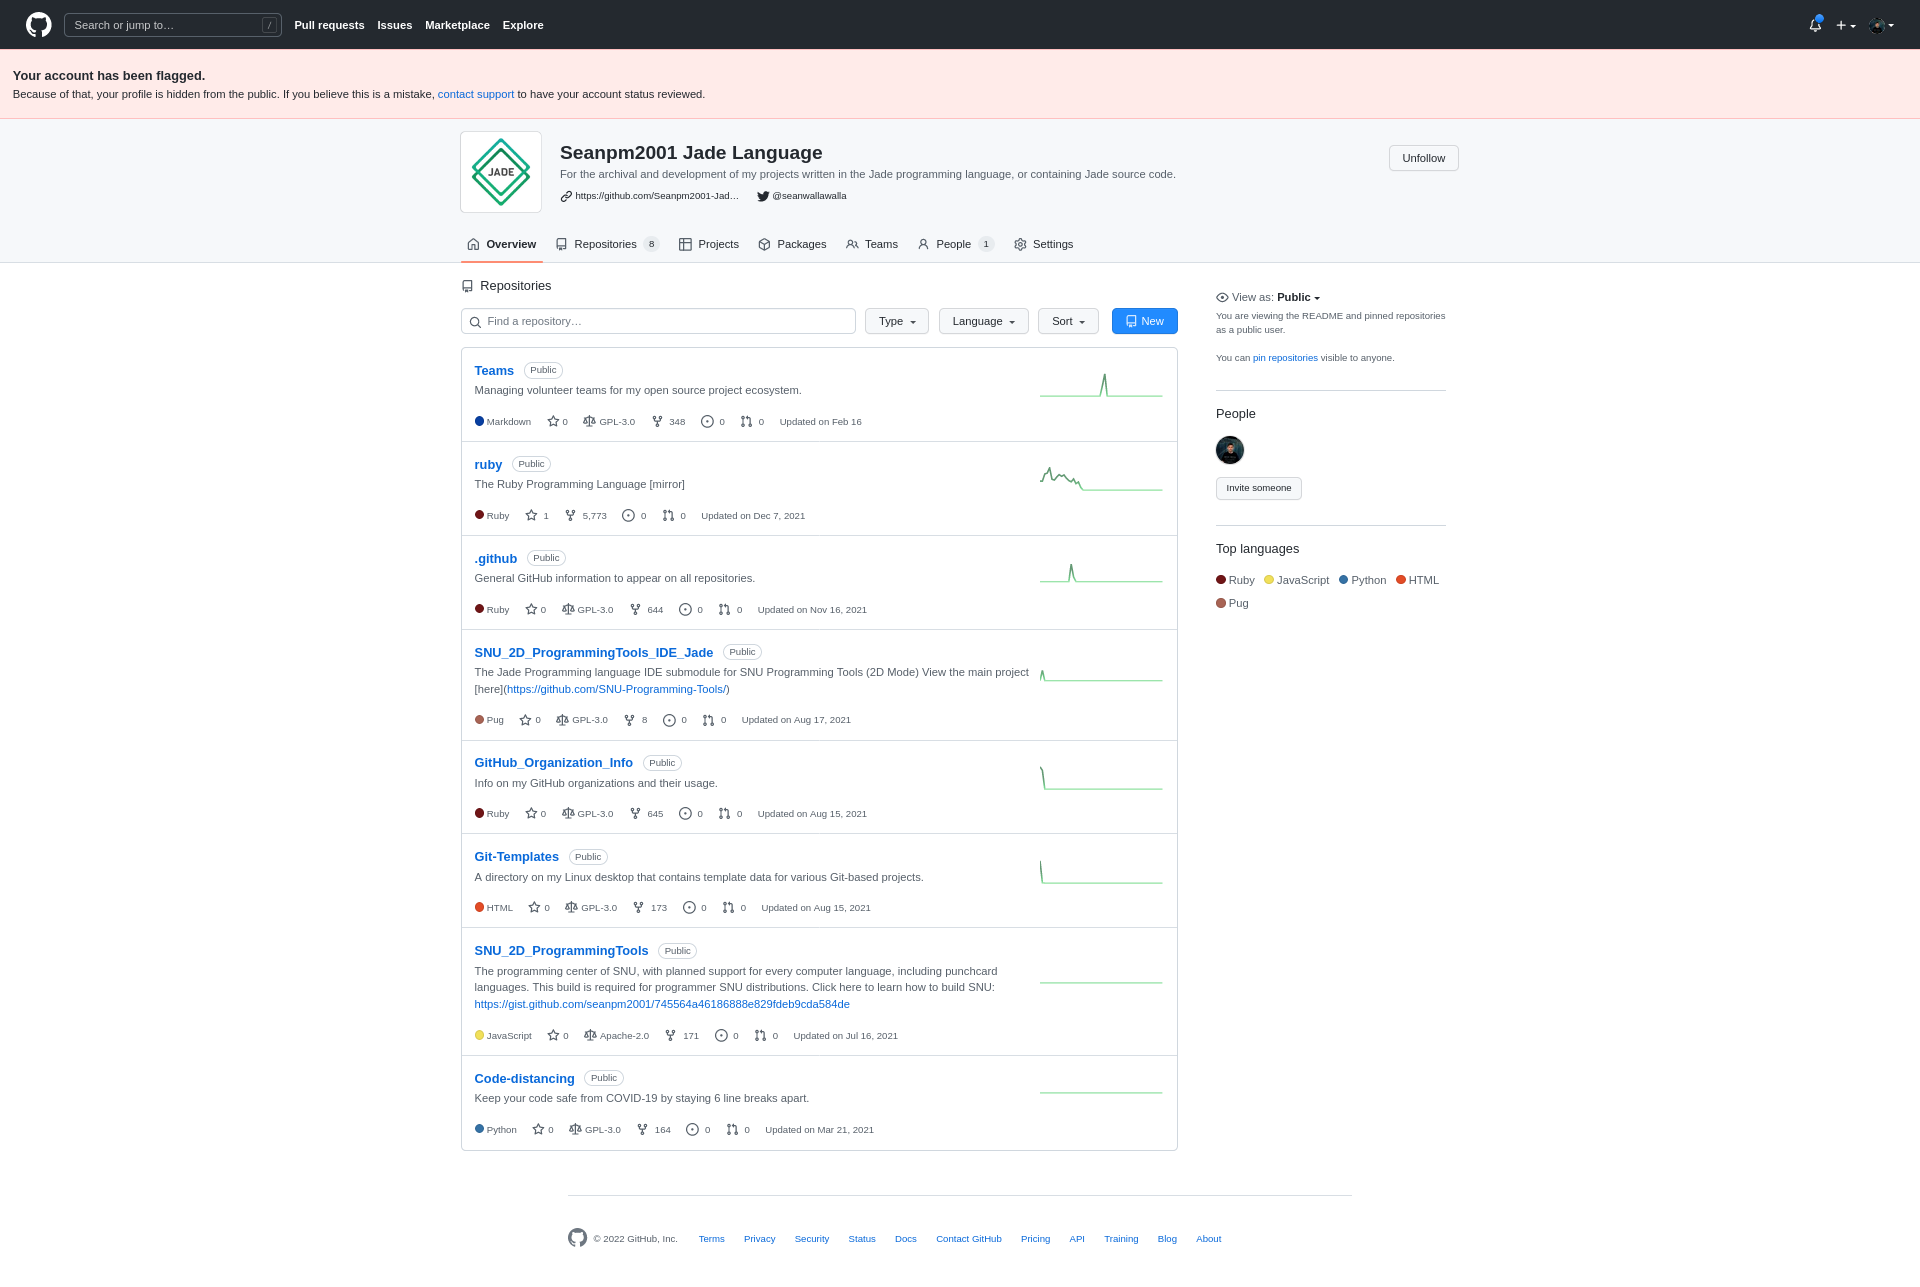 Search or jump to… /
Pull requests Issues Marketplace Explore
Your account has been flagged.
Because of that, your profile is hidden from the public. If you believe this is a mistake, contact support to have your account status reviewed.
JADE
Seanpm2001 Jade Language
For the archival and development of my projects written in the Jade programming language, or containing Jade source code.
https://github.com/Seanpm2001-Jad… @seanwallawalla
Unfollow
Overview Repositories 8 Projects Packages Teams People 1 Settings
Repositories
Find a repository… Type Language Sort New
Teams Public
Managing volunteer teams for my open source project ecosystem.
Markdown 0 GPL-3.0 348 0 0 Updated on Feb 16
ruby Public
The Ruby Programming Language [mirror]
Ruby 1 5,773 0 0 Updated on Dec 7, 2021
.github Public
General GitHub information to appear on all repositories.
Ruby 0 GPL-3.0 644 0 0 Updated on Nov 16, 2021
SNU_2D_ProgrammingTools_IDE_Jade Public
The Jade Programming language IDE submodule for SNU Programming Tools (2D Mode) View the main project
[here](https://github.com/SNU-Programming-Tools/)
Pug 0 GPL-3.0 8 0 0 Updated on Aug 17, 2021
GitHub_Organization_Info Public
Info on my GitHub organizations and their usage.
Ruby 0 GPL-3.0 645 0 0 Updated on Aug 15, 2021
Git-Templates Public
A directory on my Linux desktop that contains template data for various Git-based projects.
HTML 0 GPL-3.0 173 0 0 Updated on Aug 15, 2021
SNU_2D_ProgrammingTools Public
The programming center of SNU, with planned support for every computer language, including punchcard
languages. This build is required for programmer SNU distributions. Click here to learn how to build SNU:
https://gist.github.com/seanpm2001/745564a46186888e829fdeb9cda584de
JavaScript 0 Apache-2.0 171 0 0 Updated on Jul 16, 2021
Code-distancing Public
Keep your code safe from COVID-19 by staying 6 line breaks apart.
Python 0 GPL-3.0 164 0 0 Updated on Mar 21, 2021
View as: Public
You are viewing the README and pinned repositories
as a public user.
You can pin repositories visible to anyone.
People
Invite someone
Top languages
Ruby JavaScript Python HTML
Pug
© 2022 GitHub, Inc. Terms Privacy Security Status Docs Contact GitHub Pricing API Training Blog About